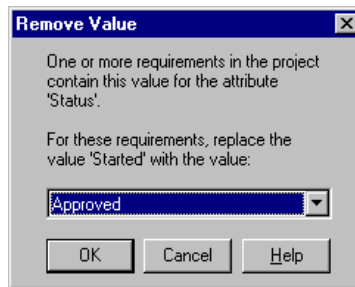 Remove Value
One or more requirements in the project
contain this value for the attribute
'Status'.
For these requirements, replace the
value 'Started' with the value:
Approved
OK Cancel Help